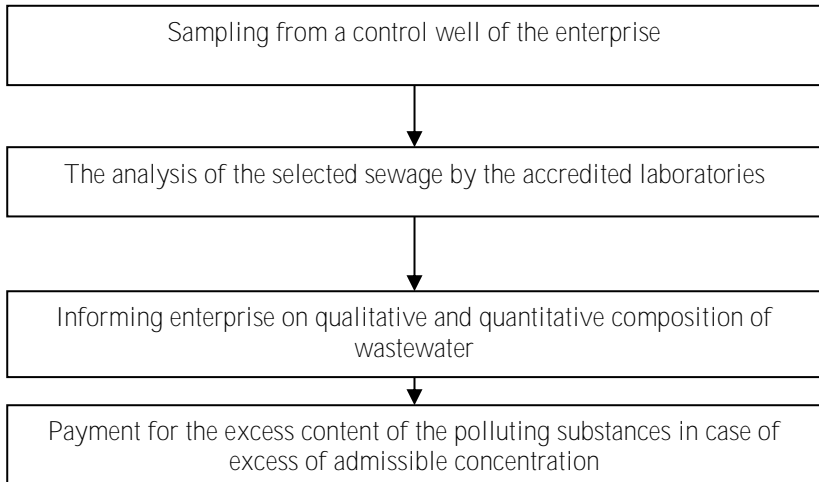 Sampling from a control well of the enterprise
The analysis of the selected sewage by the accredited laboratories
Informing enterprise on qualitative and quantitative composition of
wastewater
Payment for the excess content of the polluting substances in case of
excess of admissible concentration